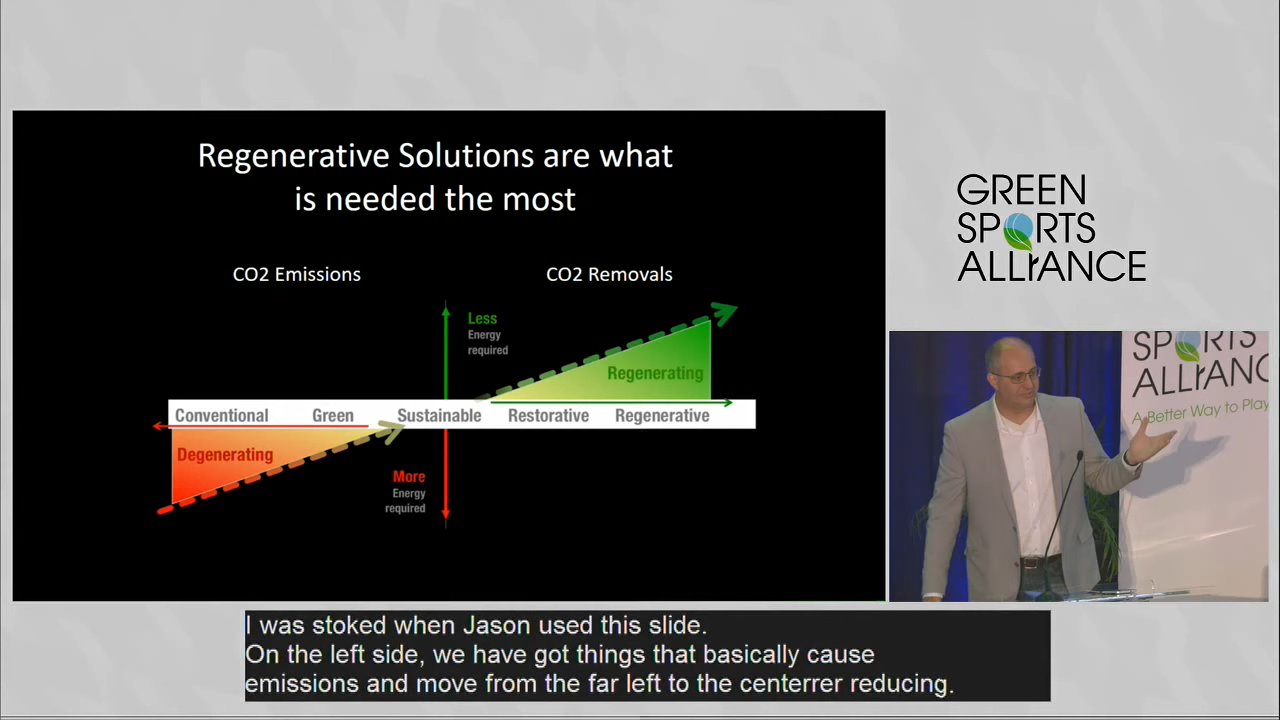 Regenerative Solutions are what
is needed the most
CO2 Emissions
CO2 Removals
Less
Energy
required
Regenerating
Conventional Green Sustainable Restorative Regenerative
Degenerating
More
Energy
required
GREEN
SPORTS
ALLIANCE
SPORTS
ALLIANC
A Better Way to Play
I was stoked when Jason used this slide.
On the left side, we have got things that basically cause
emissions and move from the far left to the centerrer reducing.